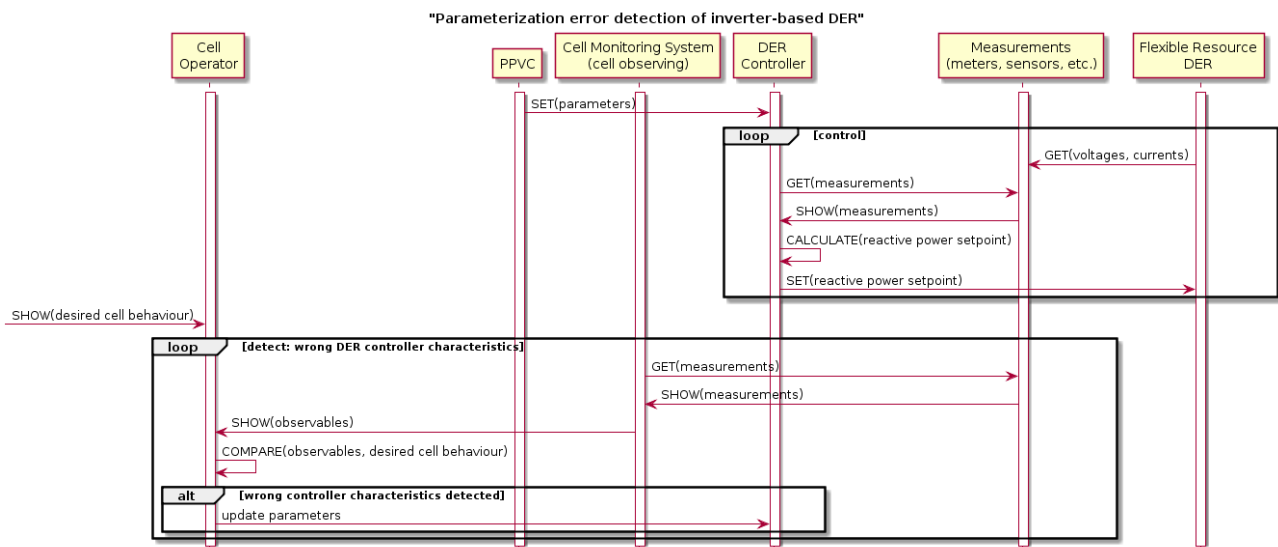 "Parameterization error detection of inverter-based DER"
Cell
Operator
PPVC
Cell Monitoring System
(cell observing)
DER
Controller
Measurements
(meters, sensors, etc.)
Flexible Resource
DER
SET(parameters)
loop [control]
GET(voltages, currents)
GET(measurements)
SHOW(measurements)
CALCULATE(reactive power setpoint)
SET(reactive power setpoint)
SHOW(desired cell behaviour)
loop [detect: wrong DER controller characteristics]
GET(measurements)
SHOW(measurements)
SHOW(observables)
COMPARE(observables, desired cell behaviour)
alt [wrong controller characteristics detected]
update parameters